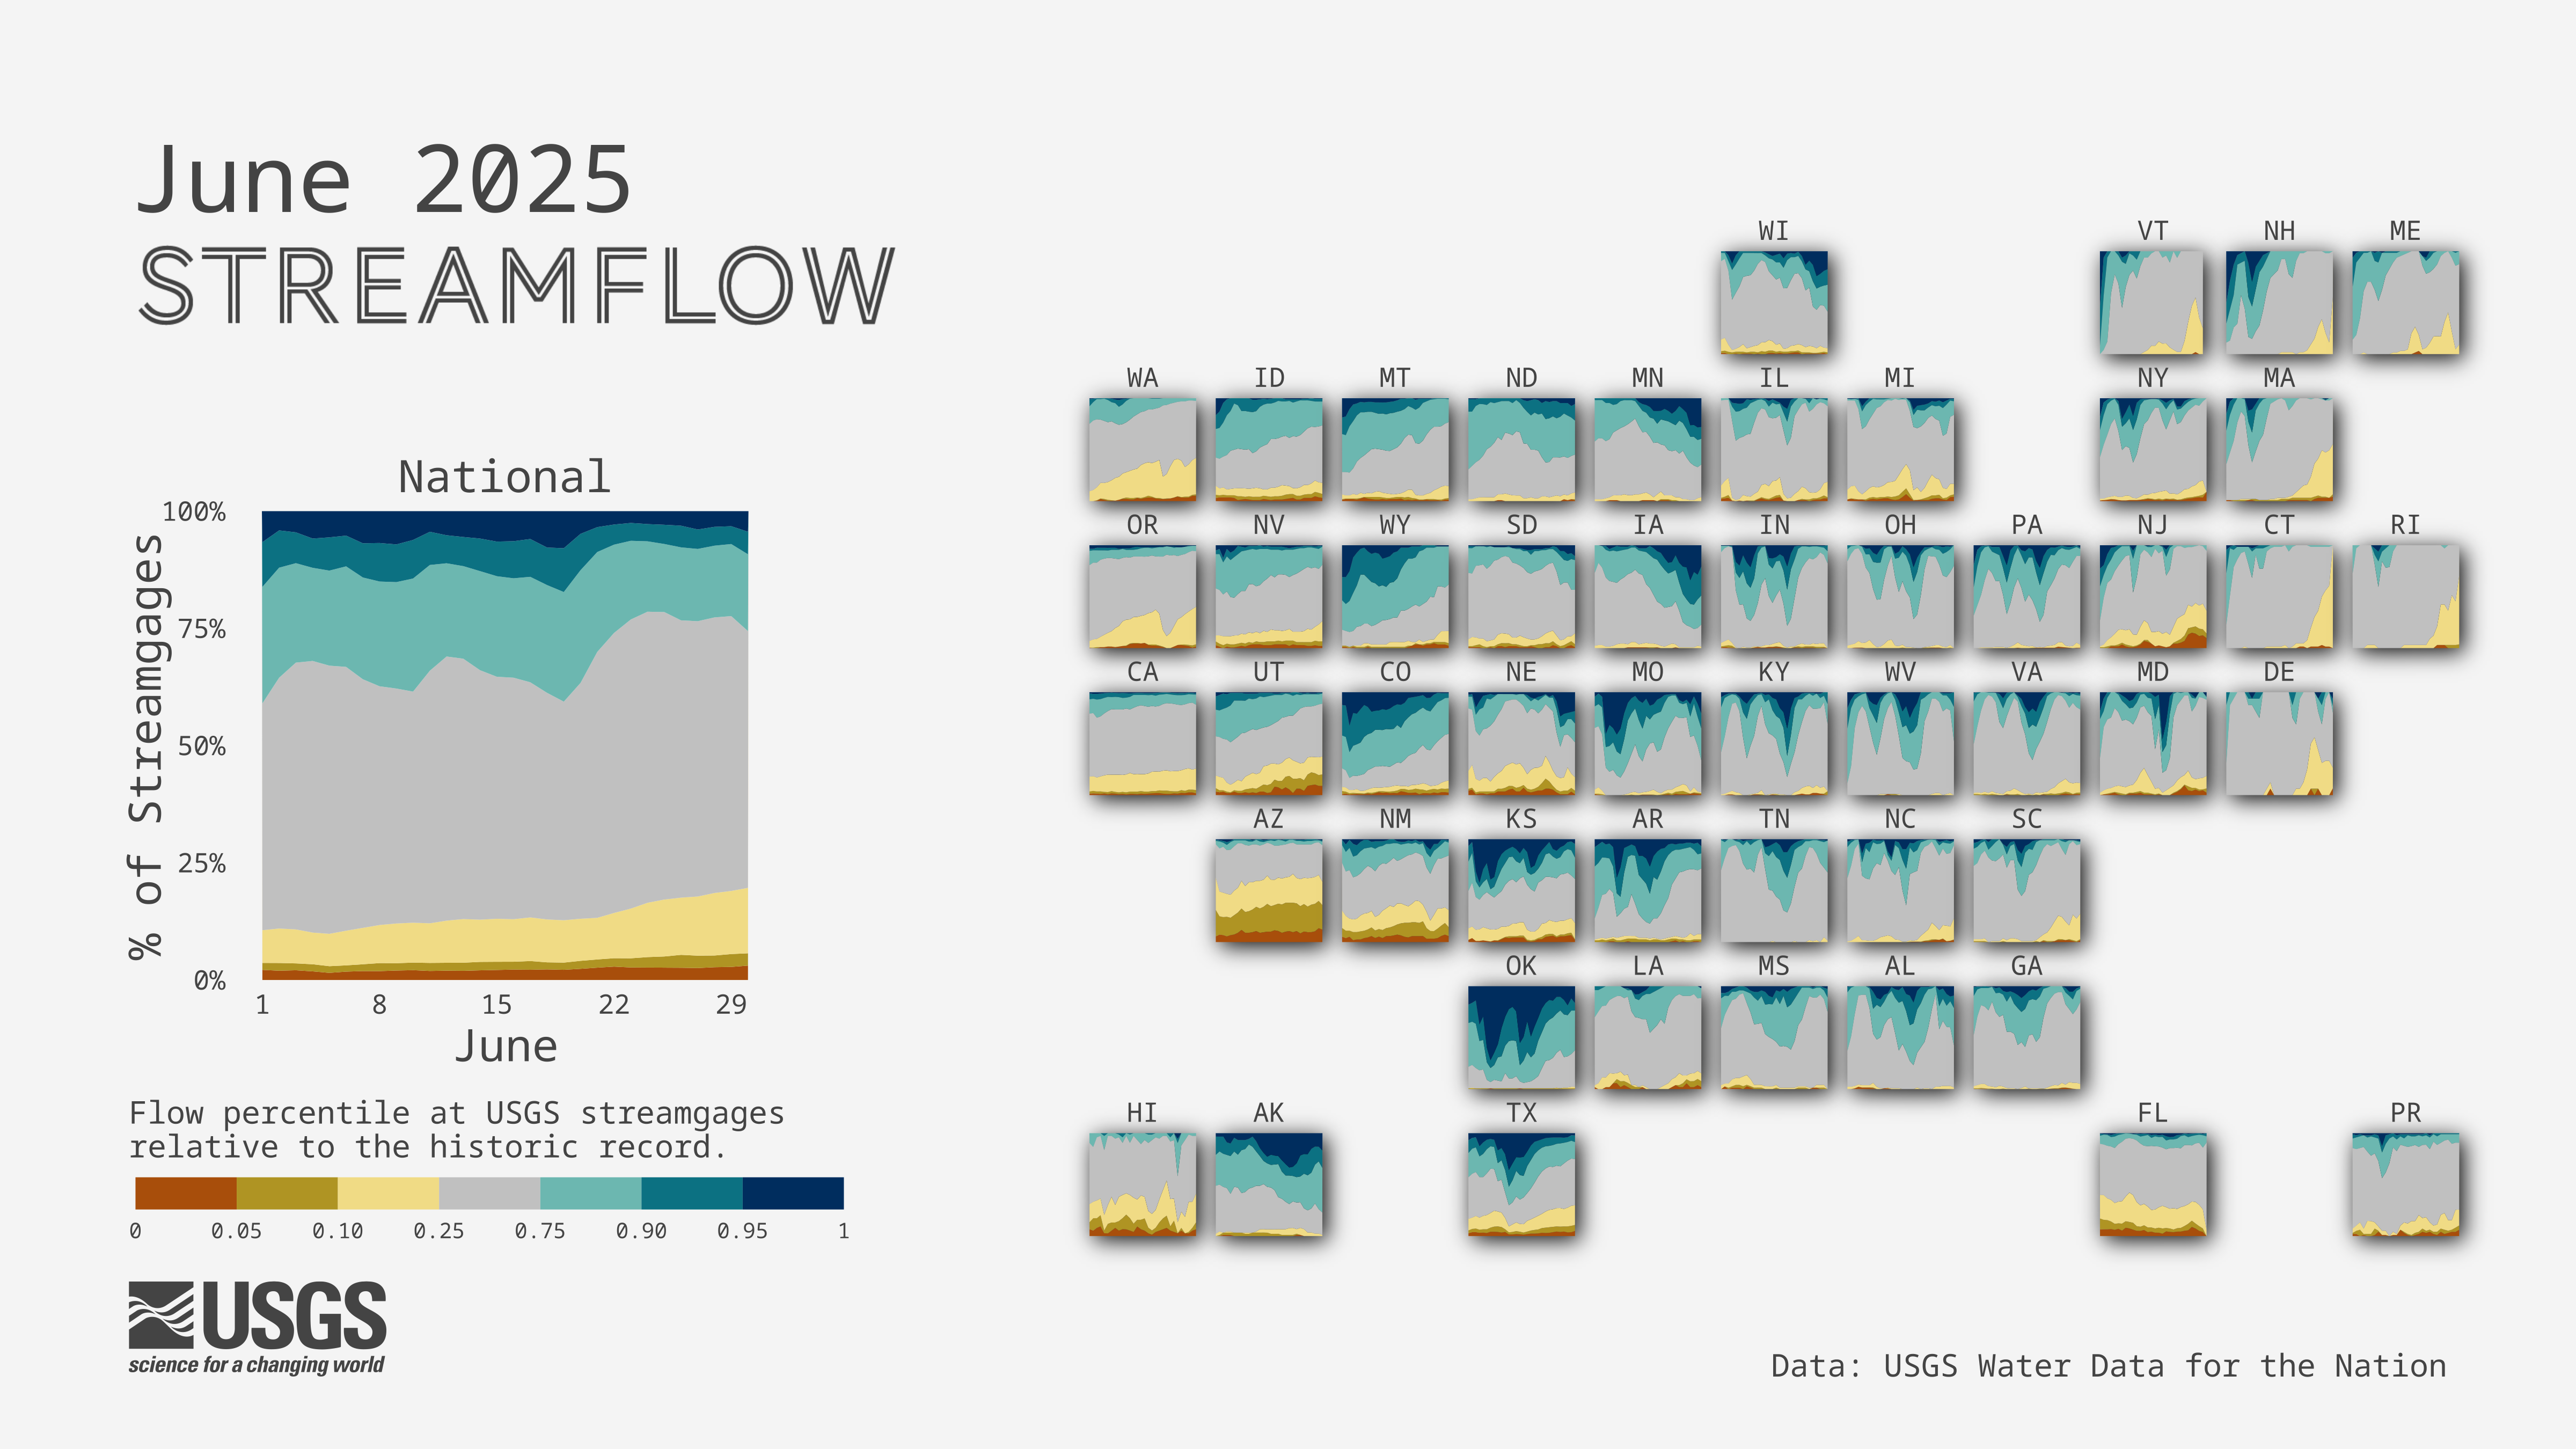 June 2025
STREAMFLOW
National
% of Streamgages
100%
75%
50%
25%
0%
1 8 15 22 29
June
Flow percentile at USGS streamgages
relative to the historic record.
0 0.05 0.10 0.25 0.75 0.90 0.95 1
USGS
science for a changing world
WI VT NH ME
WA ID MT ND MN IL MI NY MA
OR NV WY SD IA IN OH PA NJ CT RI
CA UT CO NE MO KY WV VA MD DE
AZ NM KS AR TN NC SC
OK LA MS AL GA
HI AK TX FL PR
Data: USGS Water Data for the Nation